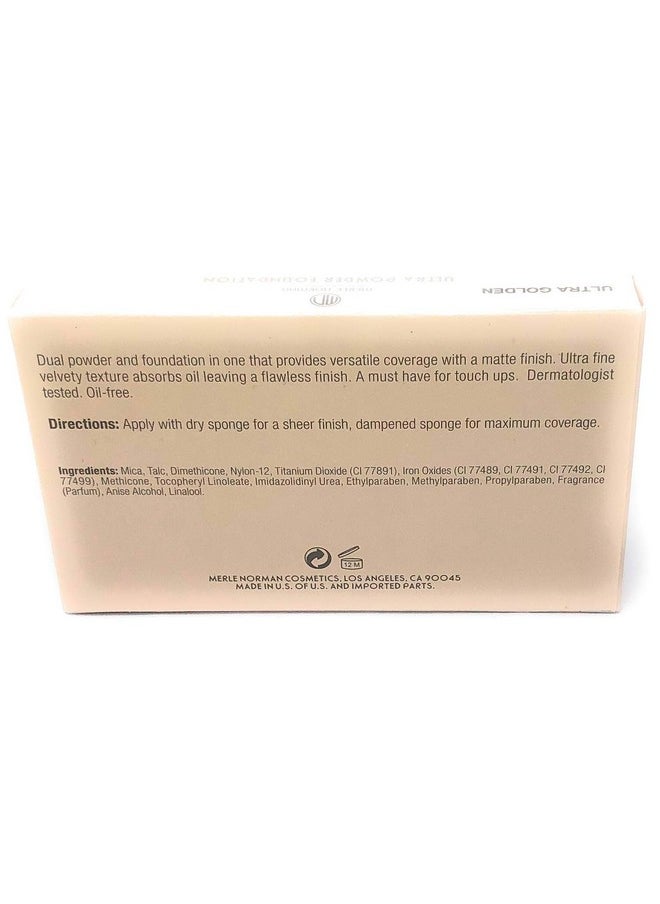 ULTRA POWDER FOUNDATION
ULTRA GOLDEN
Dual powder and foundation in one that provides versatile coverage with a matte finish. Ultra fine
velvety texture absorbs oil leaving a flawless finish. A must have for touch ups. Dermatologist
tested. Oil-free.
Directions: Apply with dry sponge for a sheer finish, dampened sponge for maximum coverage.
Ingredients: Mica, Talc, Dimethicone, Nylon-12, Titanium Dioxide (CI 77891), Iron Oxides (CI 77489, CI 77491, CI 77492, CI
77499), Methicone, Tocopheryl Linoleate, Imidazolidinyl Urea, Ethylparaben, Methylparaben, Propylparaben, Fragrance
(Parfum), Anise Alcohol, Linalool.
12 M
MERLE NORMAN COSMETICS, LOS ANGELES, CA 90045
MADE IN U.S. OF U.S. AND IMPORTED PARTS.